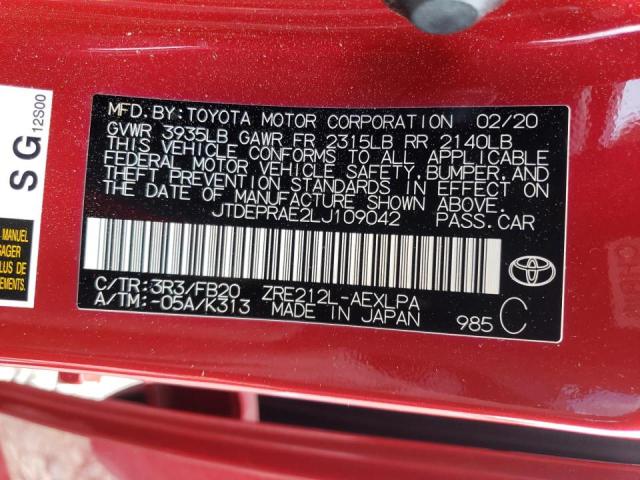 MFD. BY: TOYOTA MOTOR CORPORATION 02/20
GVWR 3935LB GAWR FR 2315LB RR 2140LB
THIS VEHICLE CONFORMS TO ALL APPLICABLE
FEDERAL MOTOR VEHICLE SAFETY, BUMPER, AND
THEFT PREVENTION STANDARDS IN EFFECT ON
THE DATE OF MANUFACTURE SHOWN ABOVE.
JTDEPRAE2LJ109042 PASS. CAR
C/TR: 3R3/FB20 ZRE212L-AEXLPA
A/TM: -05A/K313 MADE IN JAPAN 985 C
SG
12S00
MANUEL